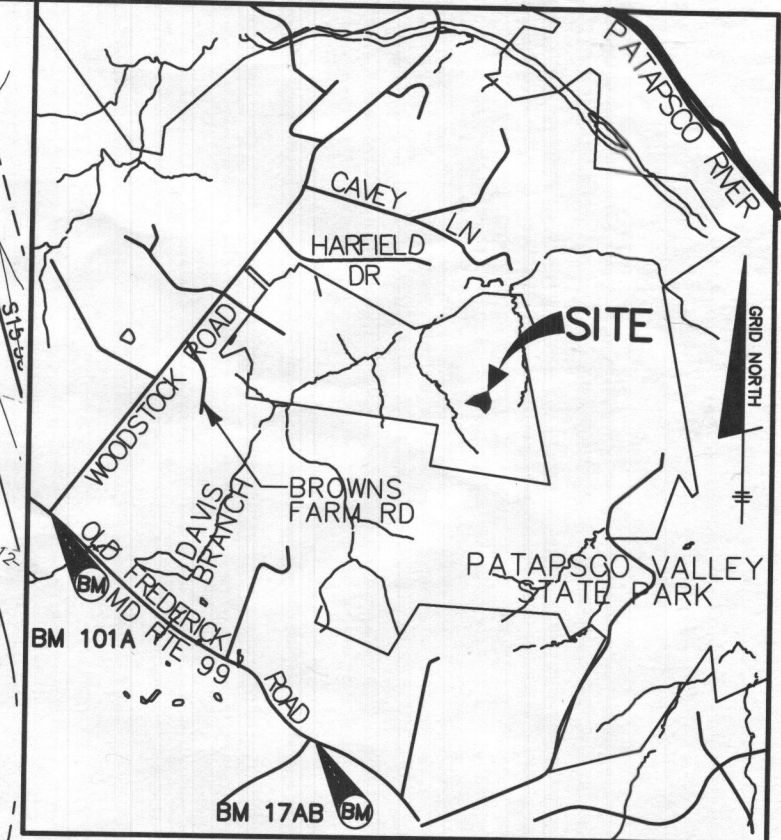 PATAPSCO RIVER
CAVEY LN
HARFIELD
DR
SITE
GRID NORTH
WOODSTOCK ROAD
BROWNS
FARM RD
DAVIS
BRANCH
PATAPSCO VALLEY
STATE PARK
OLD FREDERICK ROAD
MD RTE 99
BM
BM 101A
BM 17AB
BM